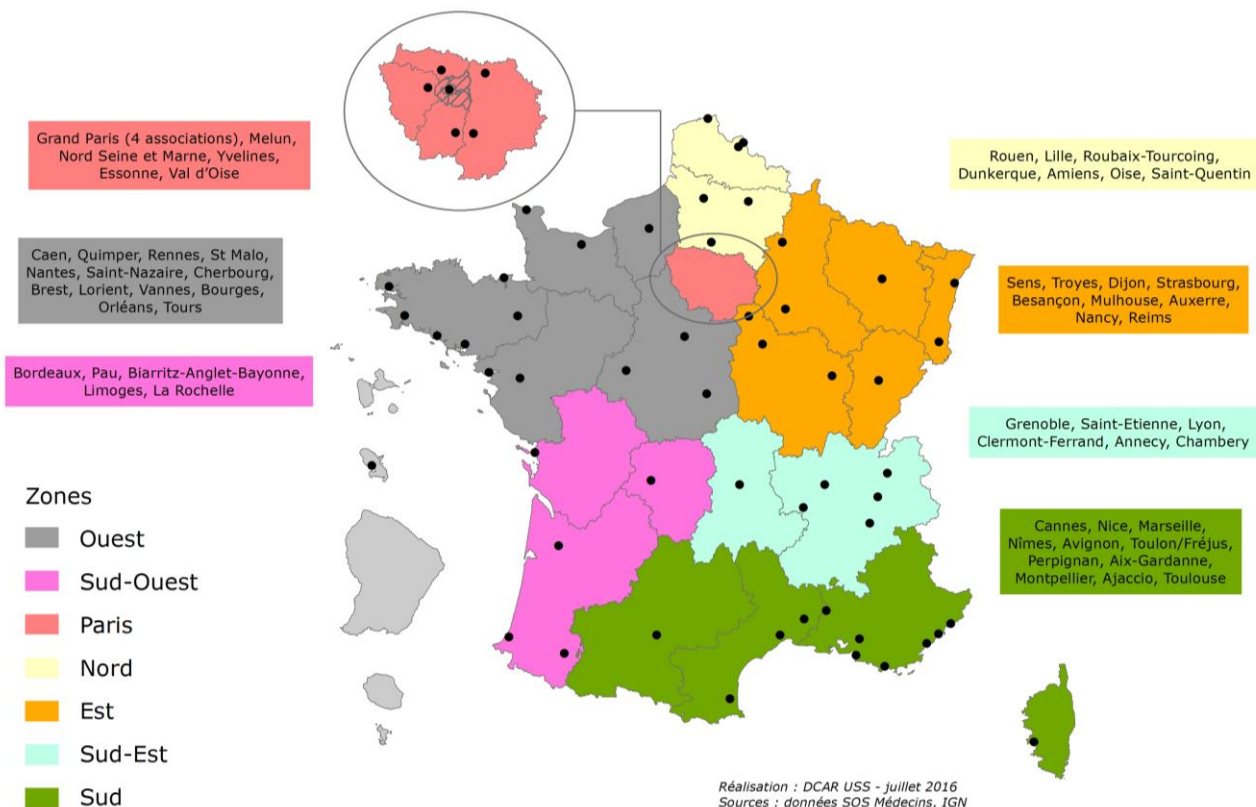 Grand Paris (4 associations), Melun,
Nord Seine et Marne, Yvelines,
Essonne, Val d'Oise
Rouen, Lille, Roubaix-Tourcoing,
Dunkerque, Amiens, Oise, Saint-Quentin
Caen, Quimper, Rennes, St Malo,
Nantes, Saint-Nazaire, Cherbourg,
Brest, Lorient, Vannes, Bourges,
Orléans, Tours
Sens, Troyes, Dijon, Strasbourg,
Besançon, Mulhouse, Auxerre,
Nancy, Reims
Bordeaux, Pau, Biarritz-Anglet-Bayonne,
Limoges, La Rochelle
Grenoble, Saint-Etienne, Lyon,
Clermont-Ferrand, Annecy, Chambery
Cannes, Nice, Marseille,
Nîmes, Avignon, Toulon/Fréjus,
Perpignan, Aix-Gardanne,
Montpellier, Ajaccio, Toulouse
Zones
Ouest
Sud-Ouest
Paris
Nord
Est
Sud-Est
Sud
Réalisation : DCAR USS - juillet 2016
Sources : données SOS Médecins, IGN